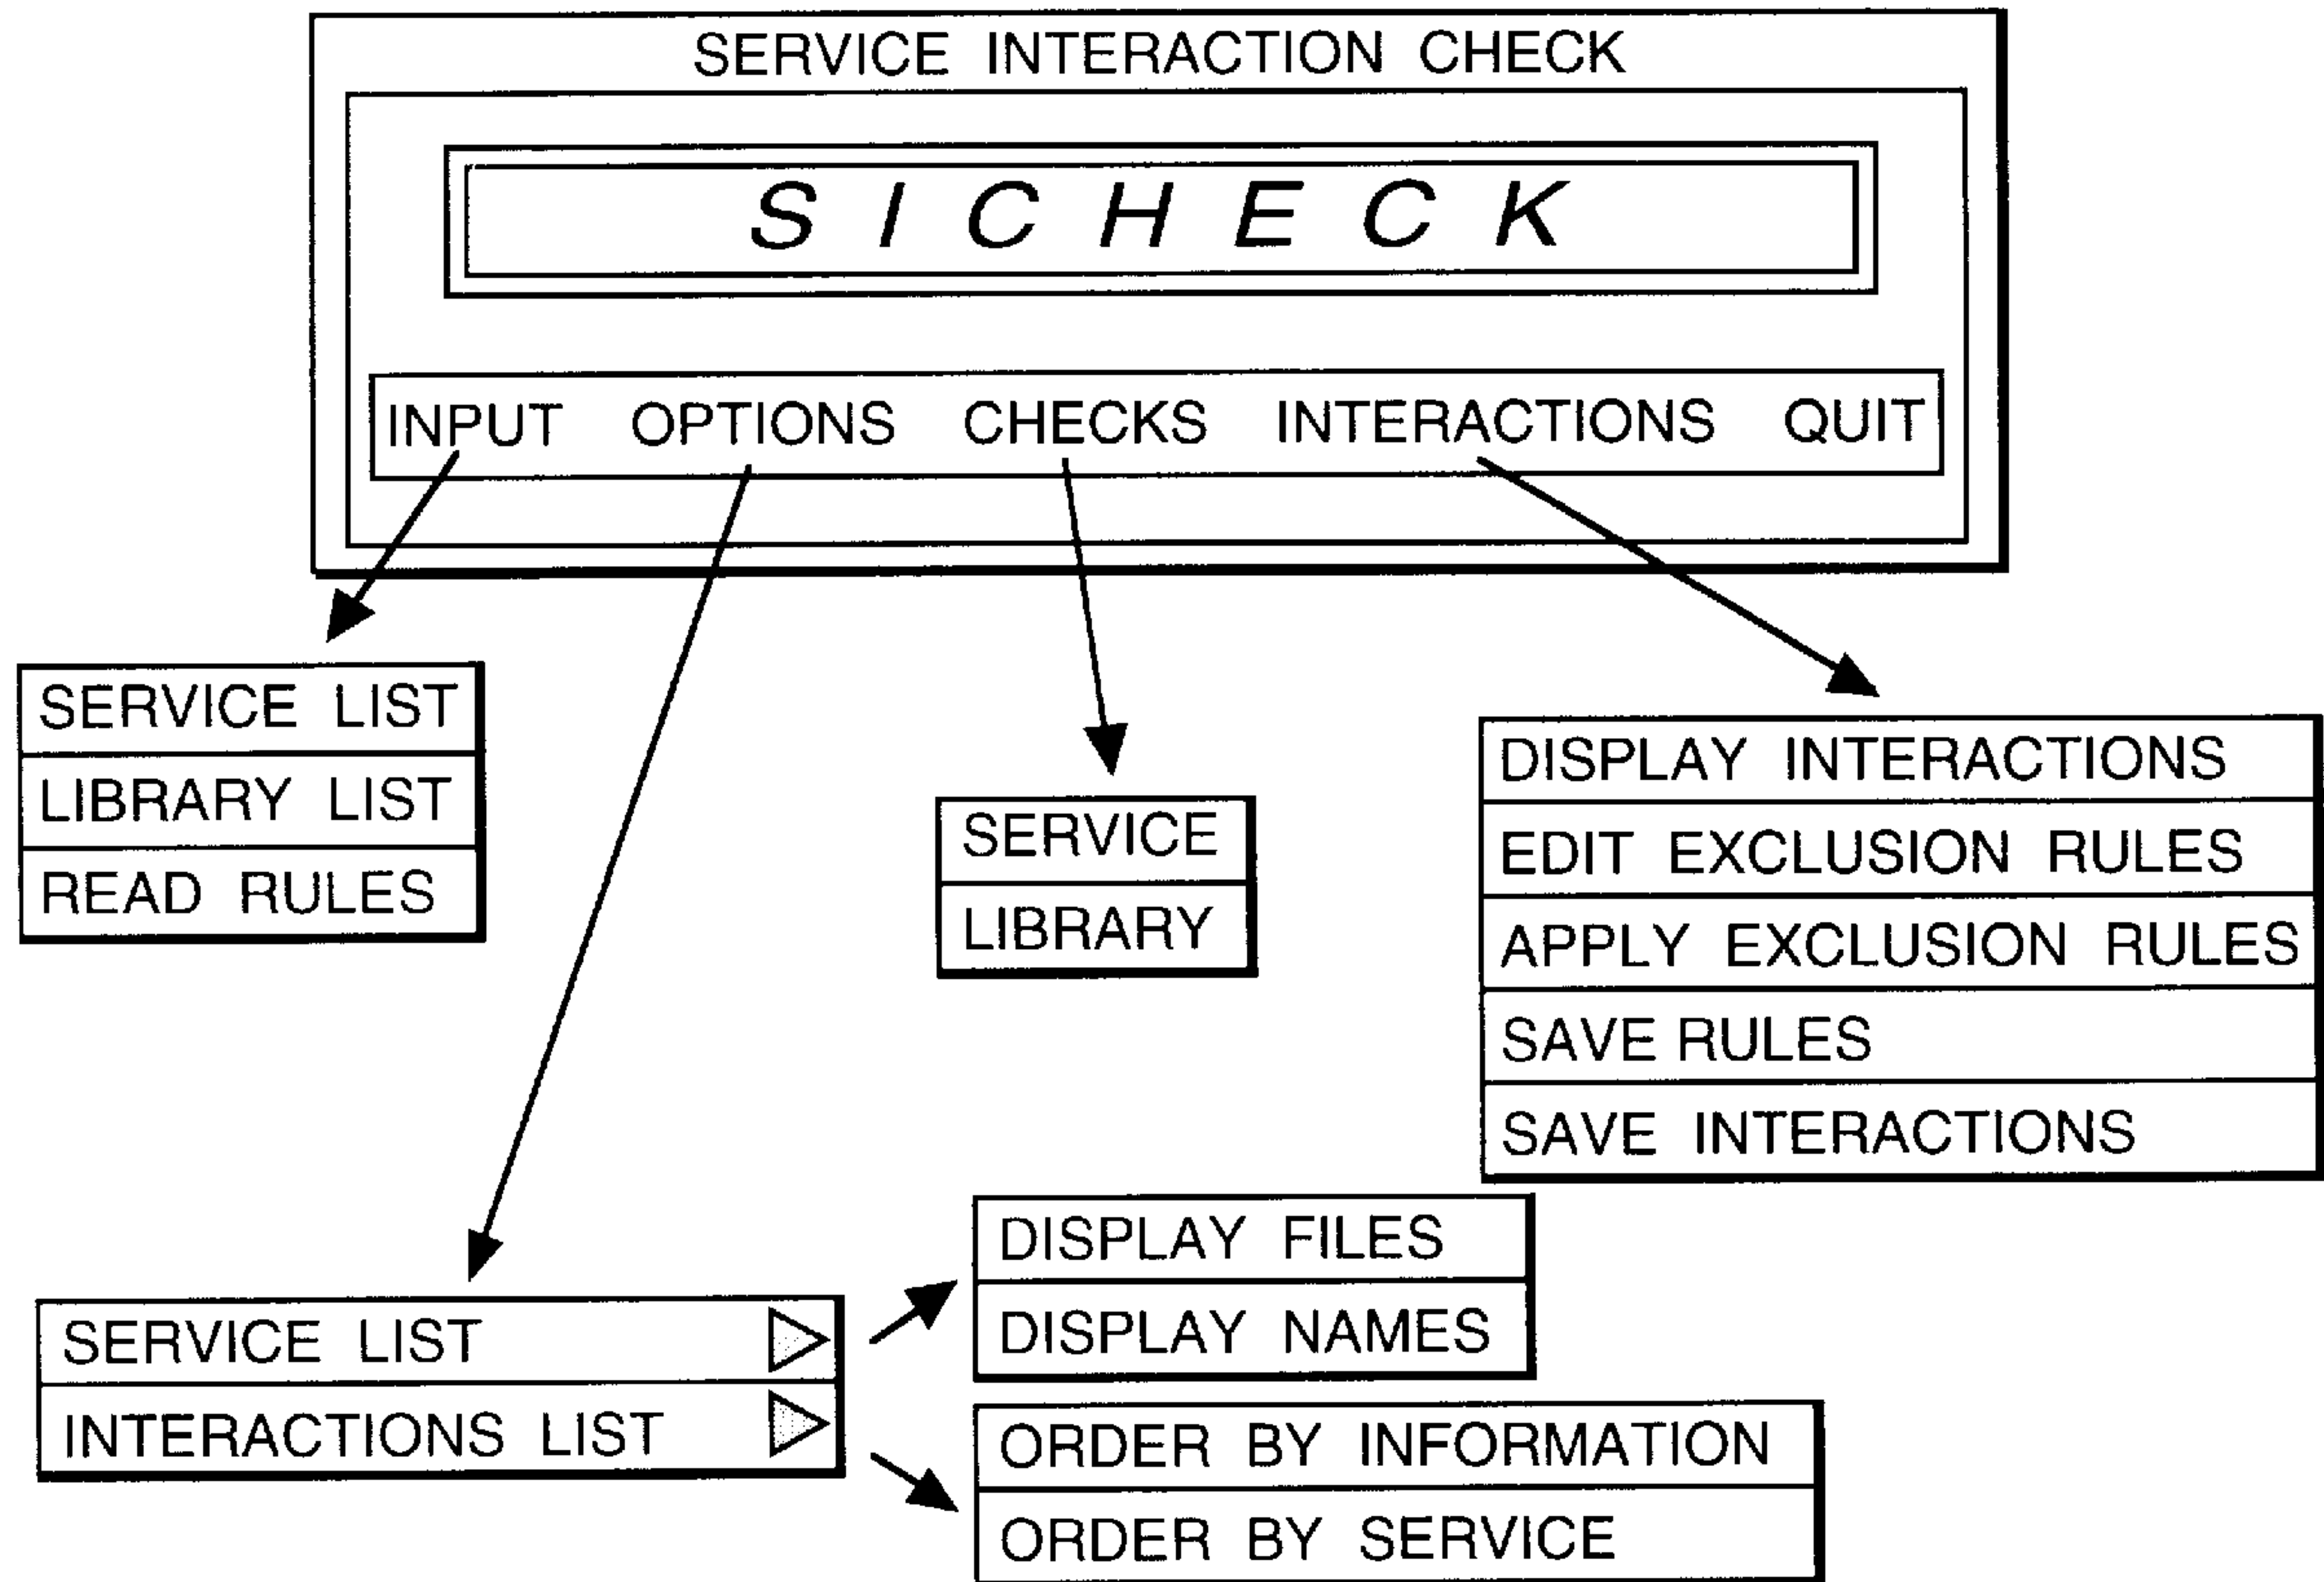 SERVICE INTERACTION CHECK
S I C H E C K
INPUT OPTIONS CHECKS INTERACTIONS QUIT
SERVICE LIST
LIBRARY LIST
READ RULES
SERVICE
LIBRARY
DISPLAY INTERACTIONS
EDIT EXCLUSION RULES
APPLY EXCLUSION RULES
SAVE RULES
SAVE INTERACTIONS
SERVICE LIST
INTERACTIONS LIST
DISPLAY FILES
DISPLAY NAMES
ORDER BY INFORMATION
ORDER BY SERVICE